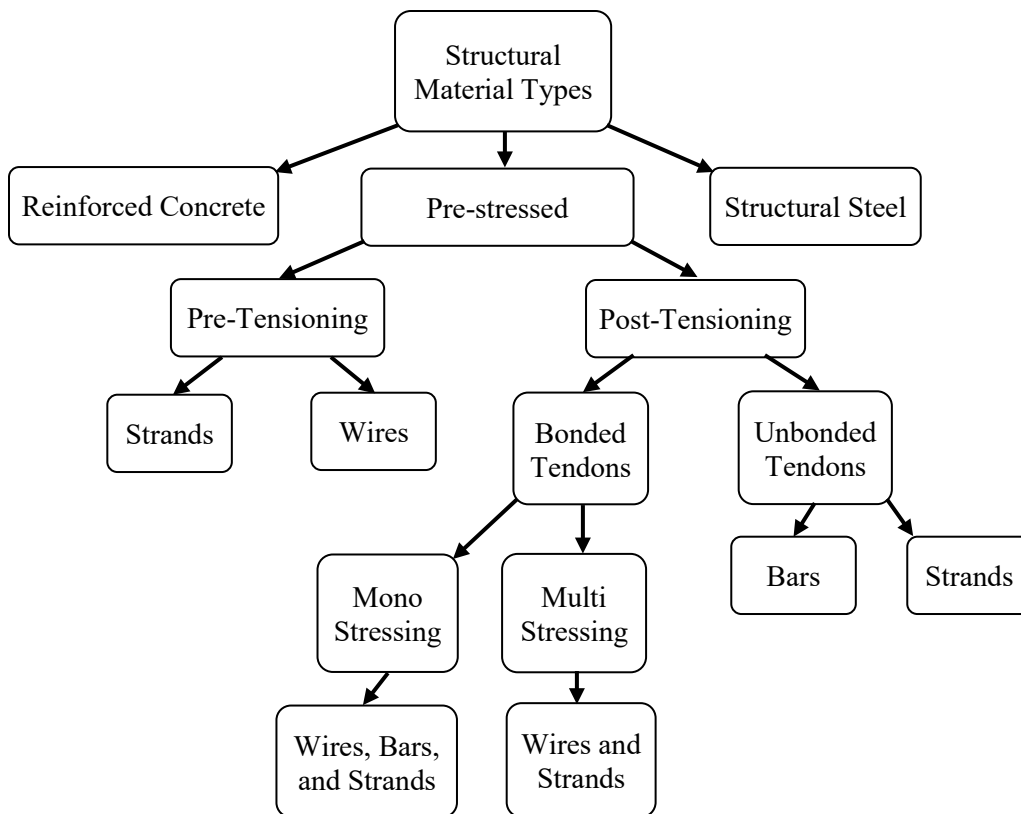 Structural
Material Types
Reinforced Concrete
Pre-stressed
Structural Steel
Pre-Tensioning
Post-Tensioning
Strands
Wires
Bonded
Tendons
Unbonded
Tendons
Mono
Stressing
Multi
Stressing
Bars
Strands
Wires, Bars,
and Strands
Wires and
Strands